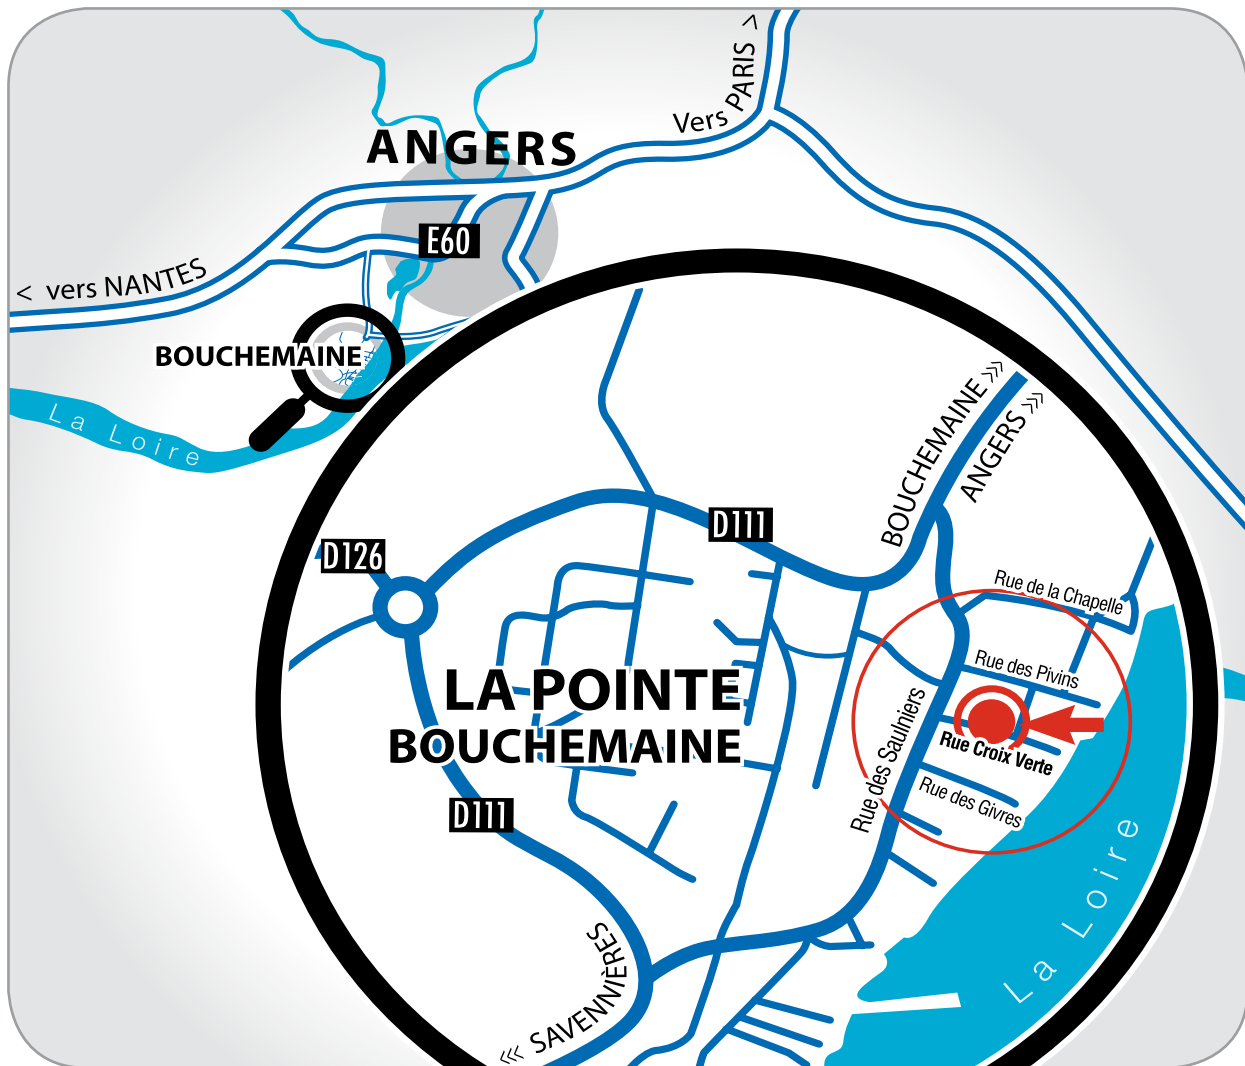 Vers PARIS >
ANGERS
E60
< vers NANTES
BOUCHEMAINE
La Loire
BOUCHEMAINE >>>
ANGERS >>>
D111
D126
Rue de la Chapelle
Rue des Pivins
LA POINTE
BOUCHEMAINE
Rue des Saulniers
Rue Croix Verte
Rue des Givres
D111
La Loire
<<< SAVENNIÈRES